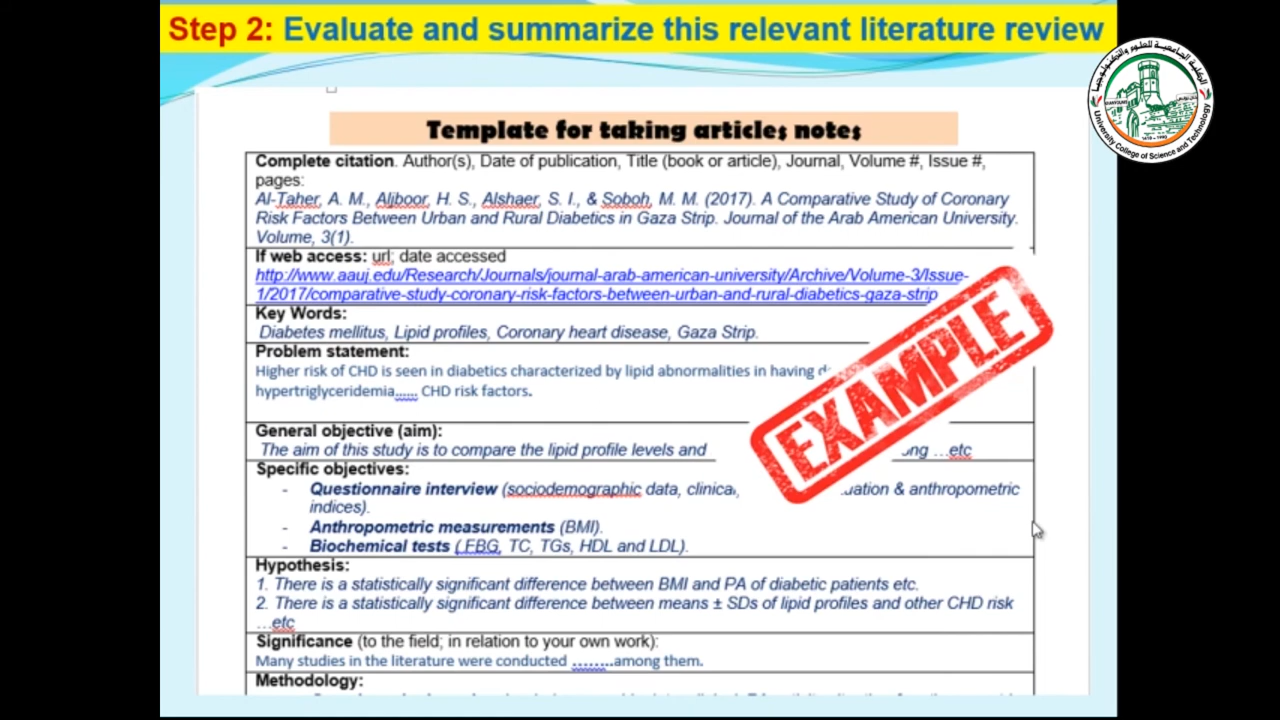 Step 2: Evaluate and summarize this relevant literature review
University College of Science and Technology
Template for taking articles notes
Complete citation. Author(s), Date of publication, Title (book or article), Journal, Volume #, Issue #,
pages:
Al-Taher, A. M., Aljboor, H. S., Alshaer, S. I., & Soboh, M. M. (2017). A Comparative Study of Coronary
Risk Factors Between Urban and Rural Diabetics in Gaza Strip. Journal of the Arab American University.
Volume, 3(1).
If web access: url; date accessed
http://www.aauj.edu/Research/Journals/journal-arab-american-university/Archive/Volume-3/Issue-
1/2017/comparative-study-coronary-risk-factors-between-urban-and-rural-diabetics-gaza-strip
Key Words:
Diabetes mellitus, Lipid profiles, Coronary heart disease, Gaza Strip.
Problem statement:
Higher risk of CHD is seen in diabetics characterized by lipid abnormalities in having
hypertriglyceridemia...... CHD risk factors.
EXAMPLE
General objective (aim):
The aim of this study is to compare the lipid profile levels and ...etc
Specific objectives:
- Questionnaire interview (sociodemographic data, clinical, & anthropometric
indices).
- Anthropometric measurements (BMI).
- Biochemical tests ( FBG, TC, TGs, HDL and LDL).
Hypothesis:
1. There is a statistically significant difference between BMI and PA of diabetic patients etc.
2. There is a statistically significant difference between means ± SDs of lipid profiles and other CHD risk
...etc
Significance (to the field; in relation to your own work):
Many studies in the literature were conducted ........among them.
Methodology: